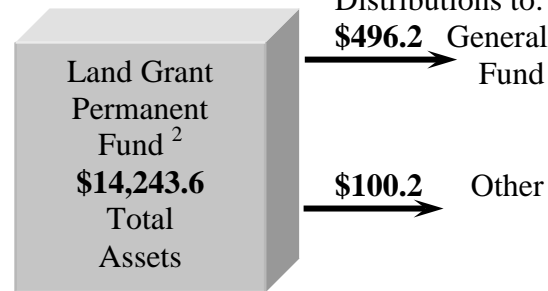 Distributions to:
$496.2 General
Fund
Land Grant
Permanent
Fund 2
$14,243.6
Total
Assets
$100.2 Other